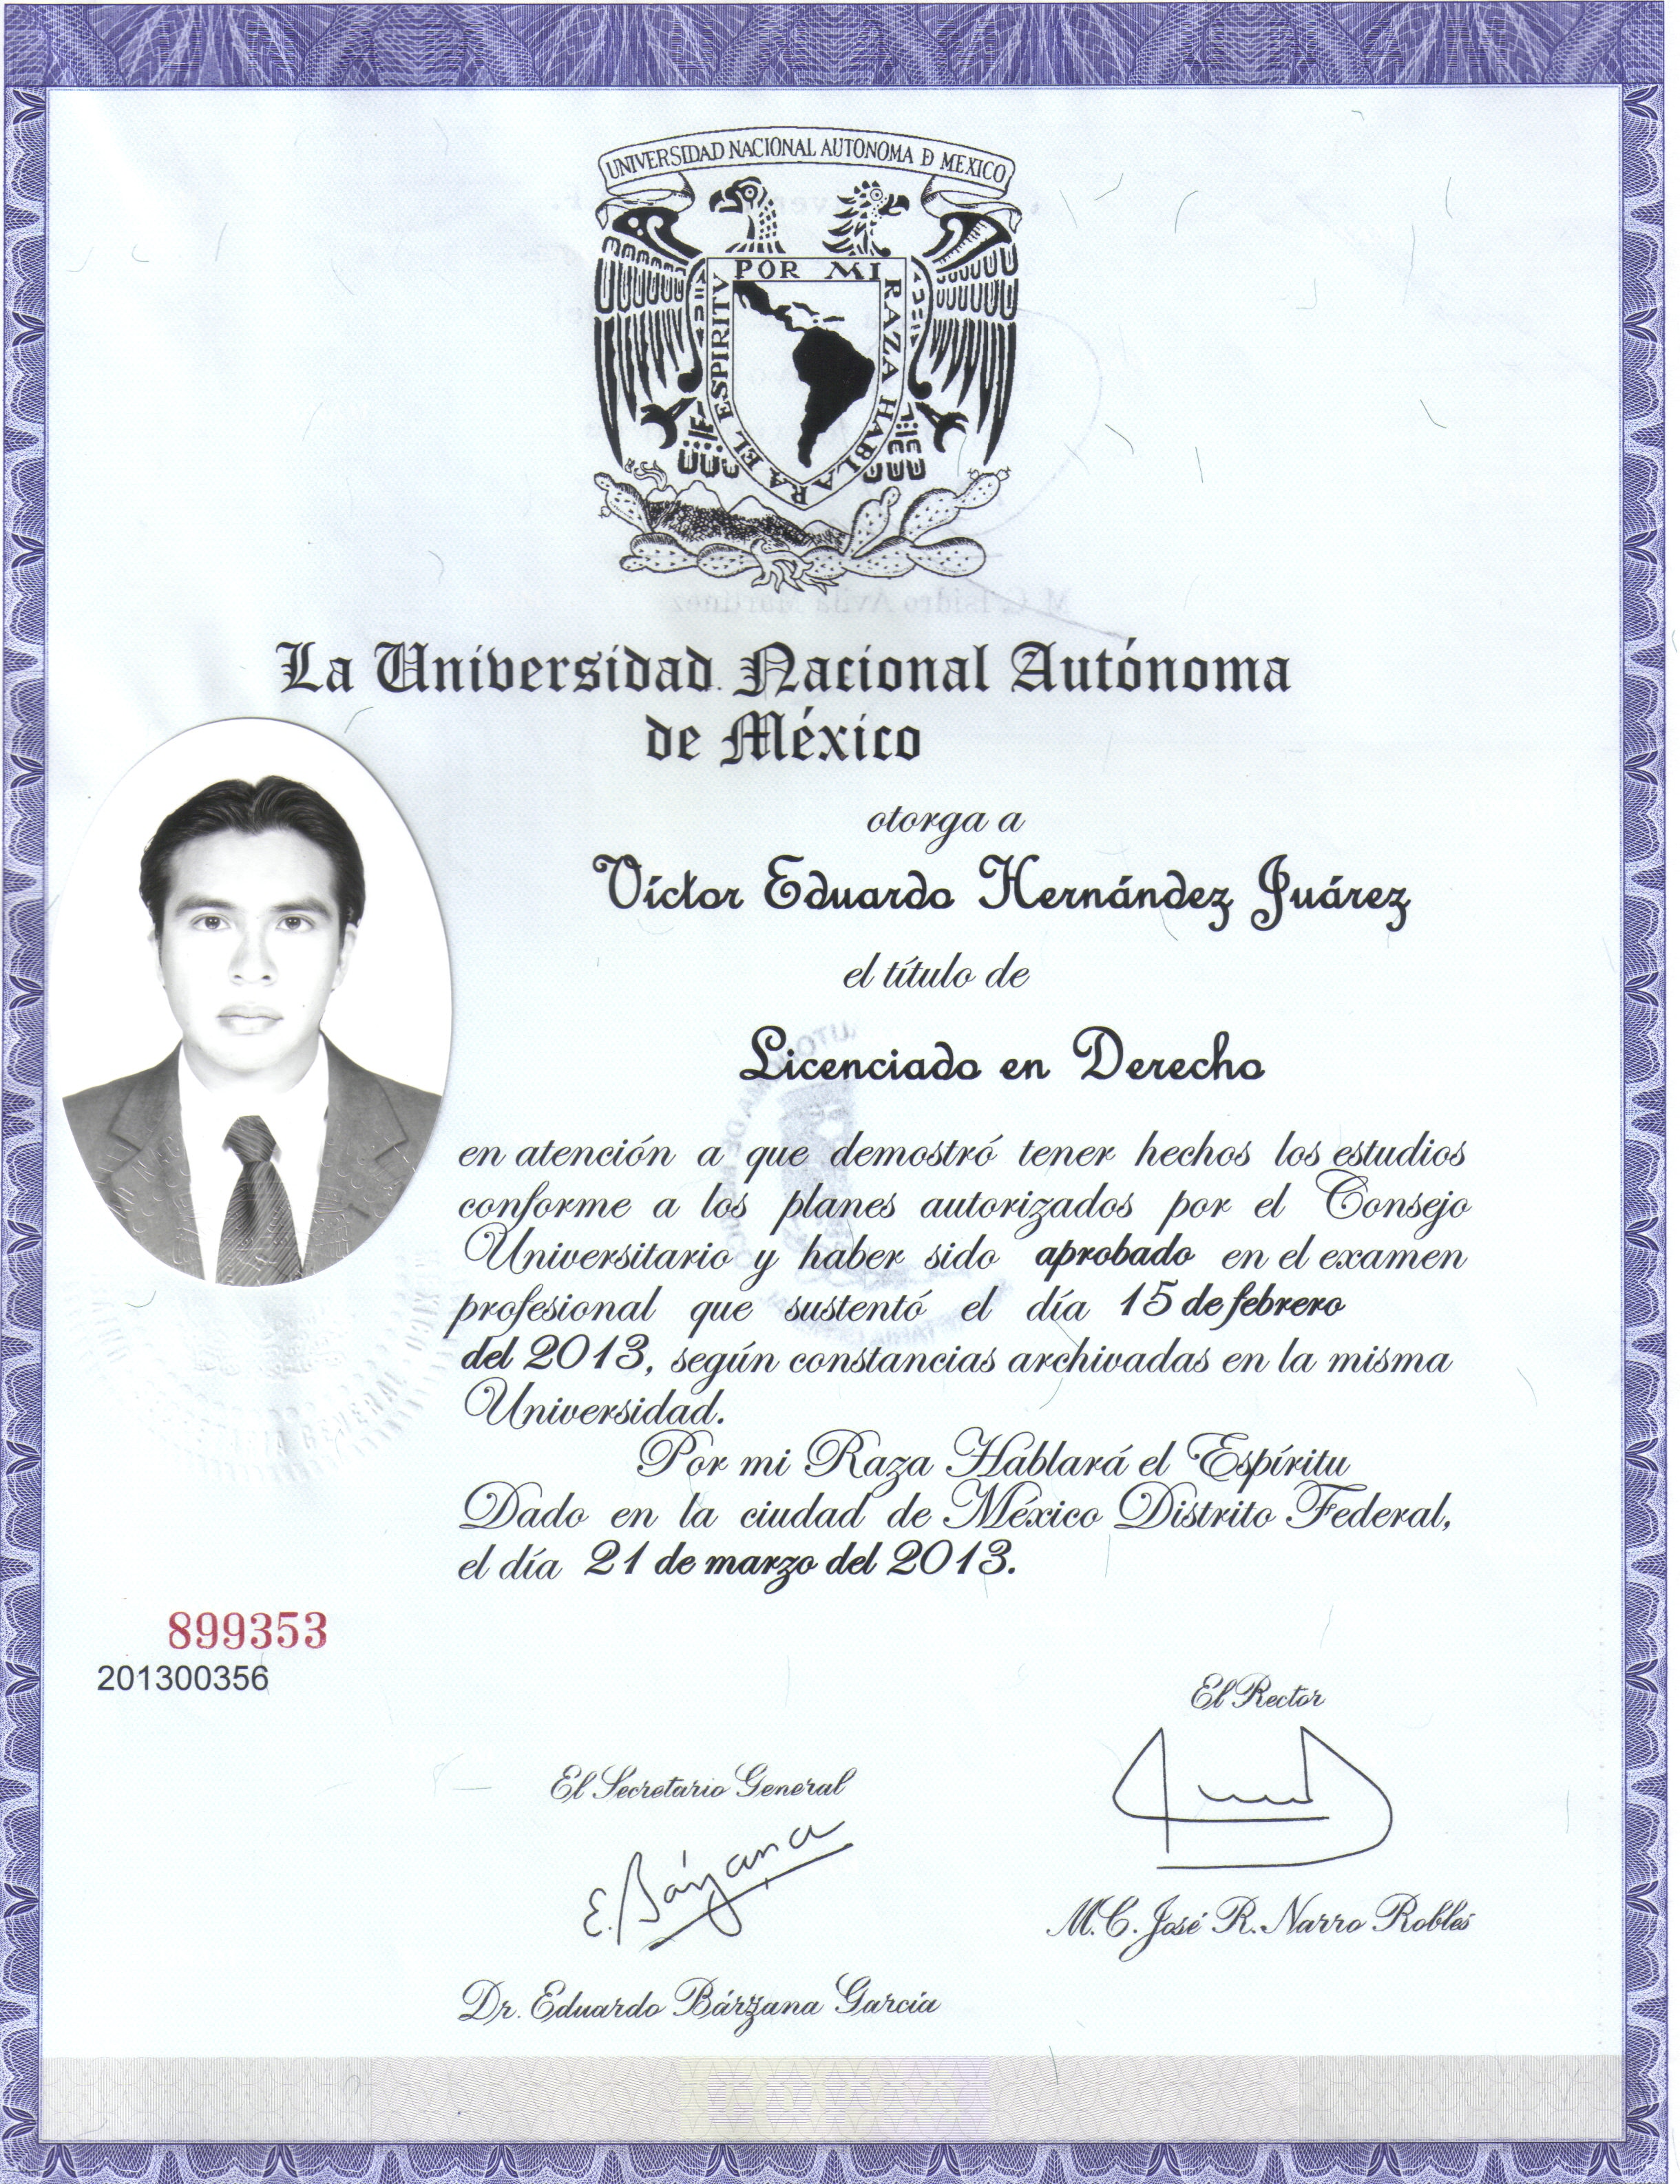 UNIVERSIDAD NACIONAL AUTONOMA D MEXICO
POR MI RAZA HABLARA EL ESPIRITU
M.C. Isidro Avila Martinez
La Universidad Nacional Autónoma
de México
otorga a
Víctor Eduardo Hernández Juárez
el título de
Licenciado en Derecho
en atención a que demostró tener hechos los estudios
conforme a los planes autorizados por el Consejo
Universitario y haber sido aprobado en el examen
profesional que sustentó el día 15 de febrero
del 2013, según constancias archivadas en la misma
Universidad.
Por mi Raza Hablará el Espíritu
Dado en la ciudad de México Distrito Federal,
el día 21 de marzo del 2013.
899353
201300356
El Rector
El Secretario General
E. Bárzana
M.C. José R. Narro Robles
Dr. Eduardo Bárzana García